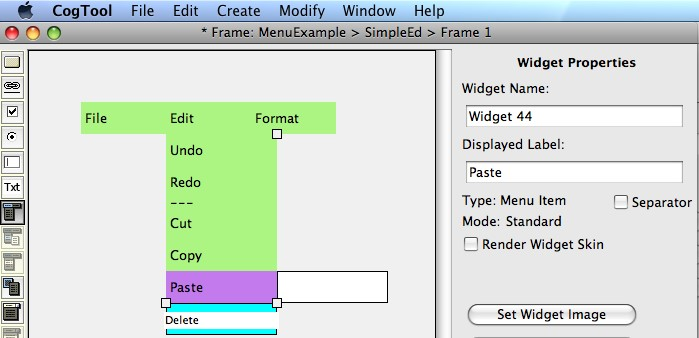 CogTool File Edit Create Modify Window Help
* Frame: MenuExample > SimpleEd > Frame 1
Widget Properties
Widget Name:
Widget 44
Displayed Label:
Paste
Type: Menu Item Separator
Mode: Standard
Render Widget Skin
Set Widget Image
Txt
File Edit Format
Undo
Redo
---
Cut
Copy
Paste
Delete